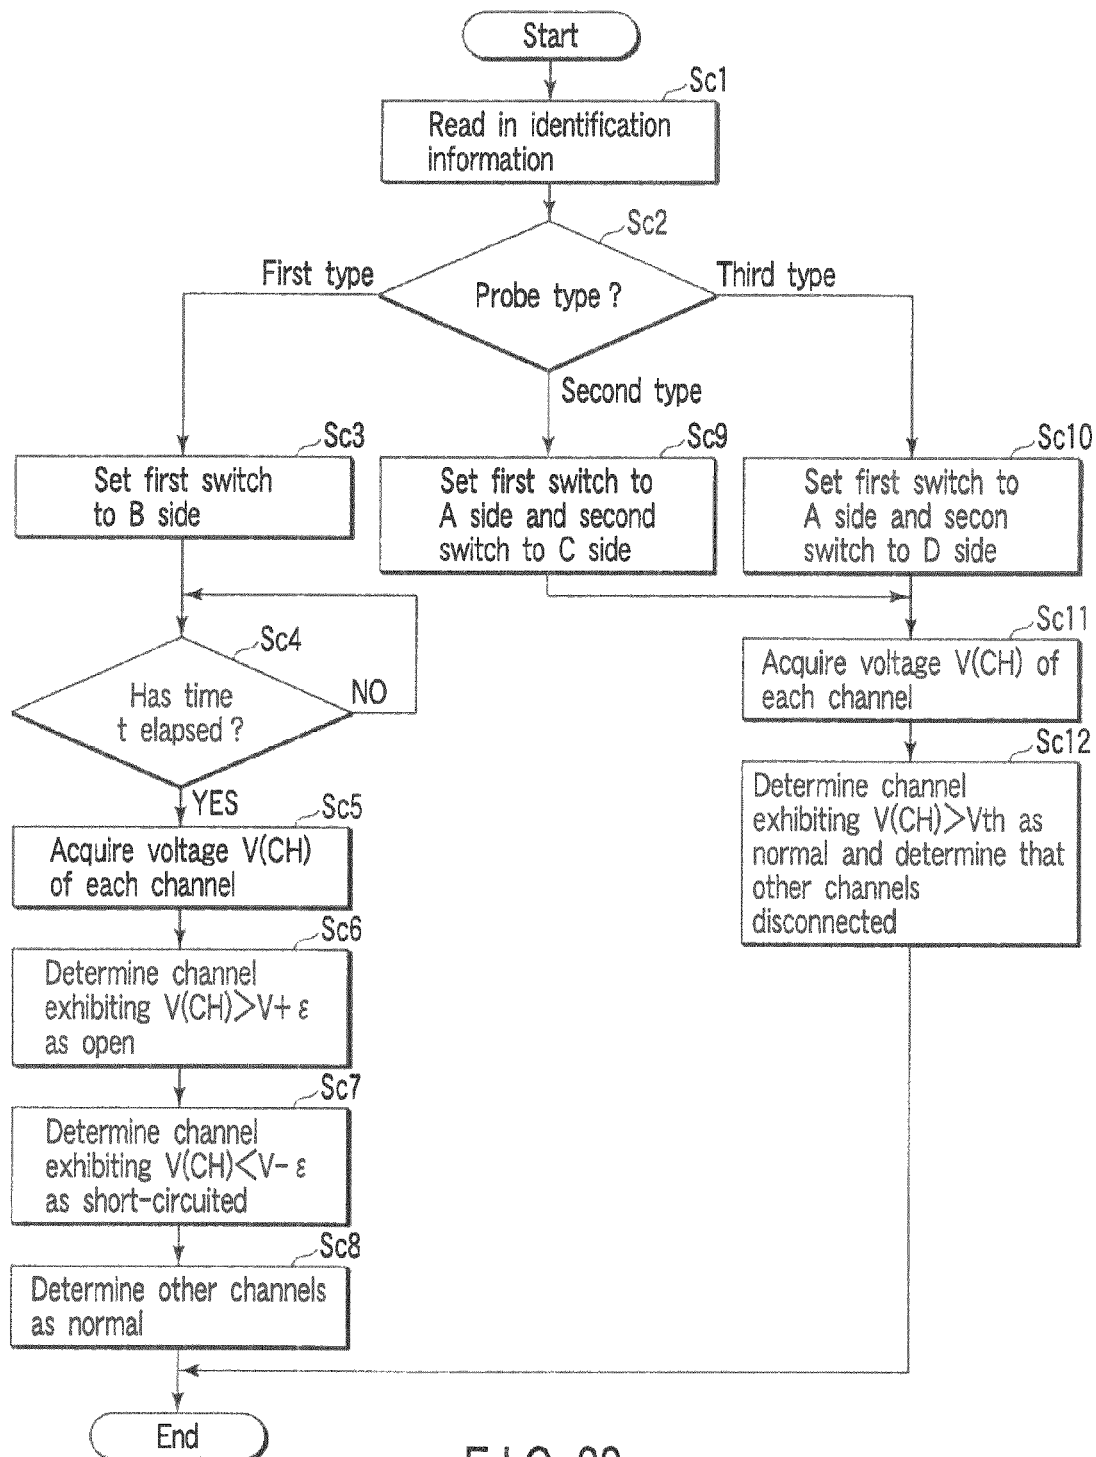 Start
Sc1
Read in identification
information
Sc2
First type
Probe type ?
Third type
Second type
Sc3
Set first switch
to B side
Sc9
Set first switch to
A side and second
switch to C side
Sc10
Set first switch to
A side and secon
switch to D side
Sc4
Has time
t elapsed ?
NO
YES
Sc11
Acquire voltage V(CH) of
each channel
Sc12
Determine channel
exhibiting V(CH)>Vth as
normal and determine that
other channels
disconnected
Sc5
Acquire voltage V(CH)
of each channel
Sc6
Determine channel
exhibiting V(CH)>V+ ε
as open
Sc7
Determine channel
exhibiting V(CH)<V- ε
as short-circuited
Sc8
Determine other channels
as normal
End